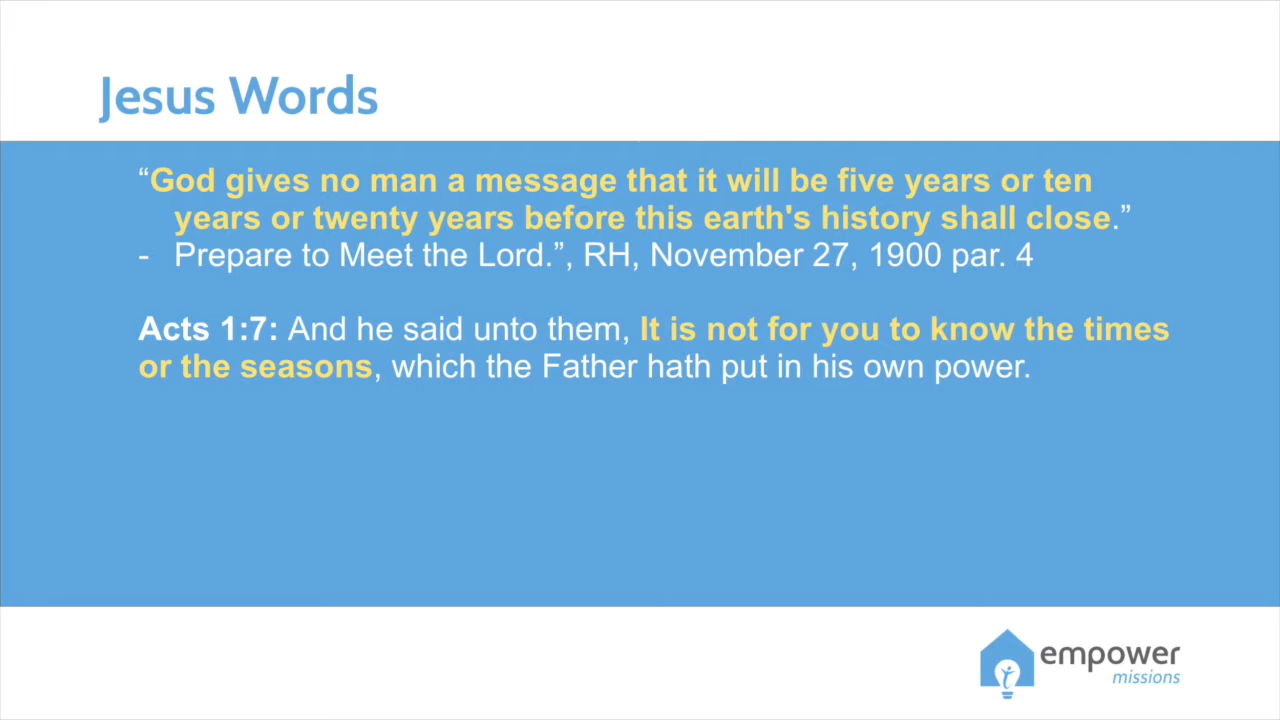 Jesus Words
“God gives no man a message that it will be five years or ten
years or twenty years before this earth's history shall close.”
- Prepare to Meet the Lord.”, RH, November 27, 1900 par. 4
Acts 1:7: And he said unto them, It is not for you to know the times
or the seasons, which the Father hath put in his own power.
empower
missions